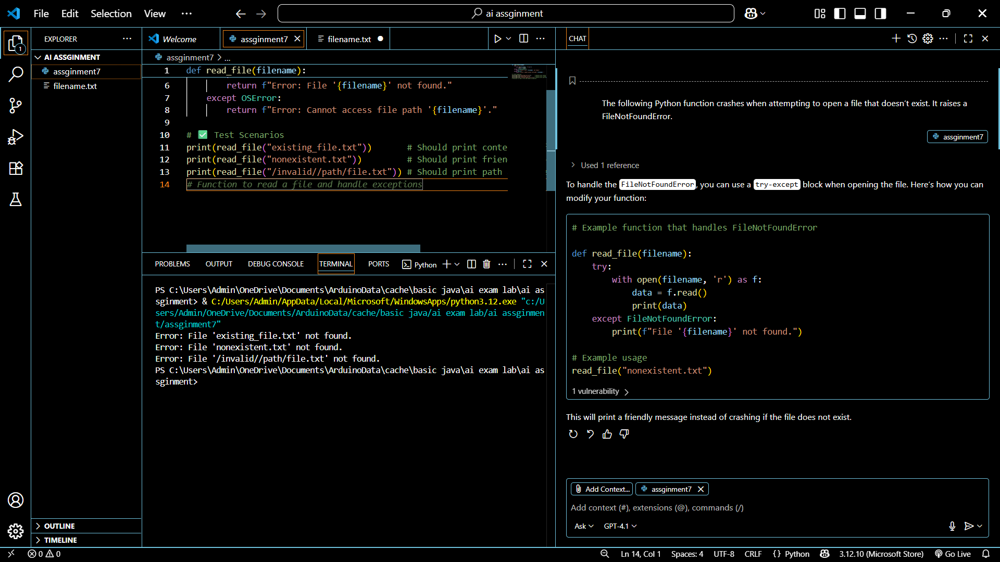 File Edit Selection View
ai assginment
EXPLORER
AI ASSGINMENT
assginment7
filename.txt
OUTLINE
TIMELINE
1
Welcome
assginment7
filename.txt
assginment7 > ...
1 def read_file(filename):
6 return f"Error: File '{filename}' not found."
7 except OSError:
8 return f"Error: Cannot access file path '{filename}'."
9
10 # ✅ Test Scenarios
11 print(read_file("existing_file.txt")) # Should print conte
12 print(read_file("nonexistent.txt")) # Should print frien
13 print(read_file("/invalid//path/file.txt")) # Should print path
14 # Function to read a file and handle exceptions
PROBLEMS OUTPUT DEBUG CONSOLE TERMINAL PORTS Python
PS C:\Users\Admin\OneDrive\Documents\ArduinoData\cache\basic java\ai exam lab\ai as
sginment> & C:/Users/Admin/AppData/Local/Microsoft/WindowsApps/python3.12.exe "c:/U
sers/Admin/OneDrive/Documents/ArduinoData/cache/basic java/ai exam lab/ai assginmen
t/assginment7"
Error: File 'existing_file.txt' not found.
Error: File 'nonexistent.txt' not found.
Error: File '/invalid//path/file.txt' not found.
PS C:\Users\Admin\OneDrive\Documents\ArduinoData\cache\basic java\ai exam lab\ai as
sginment>
CHAT
The following Python function crashes when attempting to open a file that doesn’t exist. It raises a
FileNotFoundError.
assginment7
Used 1 reference
To handle the FileNotFoundError, you can use a try-except block when opening the file. Here's how you can
modify your function:
# Example function that handles FileNotFoundError
def read_file(filename):
try:
with open(filename, 'r') as f:
data = f.read()
print(data)
except FileNotFoundError:
print(f"File '{filename}' not found.")
# Example usage
read_file("nonexistent.txt")
1 vulnerability
This will print a friendly message instead of crashing if the file does not exist.
Add Context... assginment7
Add context (#), extensions (@), commands (/)
Ask GPT-4.1
0 0
Ln 14, Col 1 Spaces: 4 UTF-8 CRLF {} Python 3.12.10 (Microsoft Store) Go Live